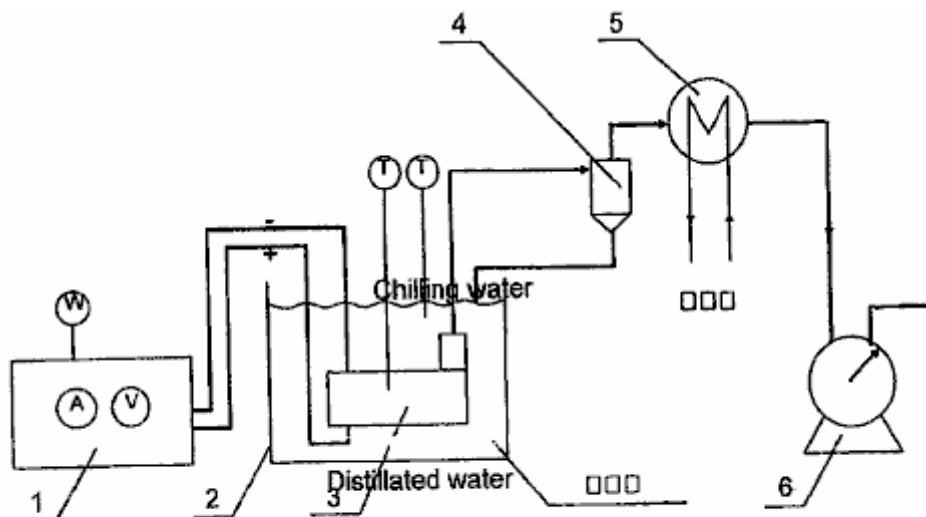 4
5
T T
-
+
Chilling water
W
□□□
A V
1
2
Distillated water
3
□□□
6